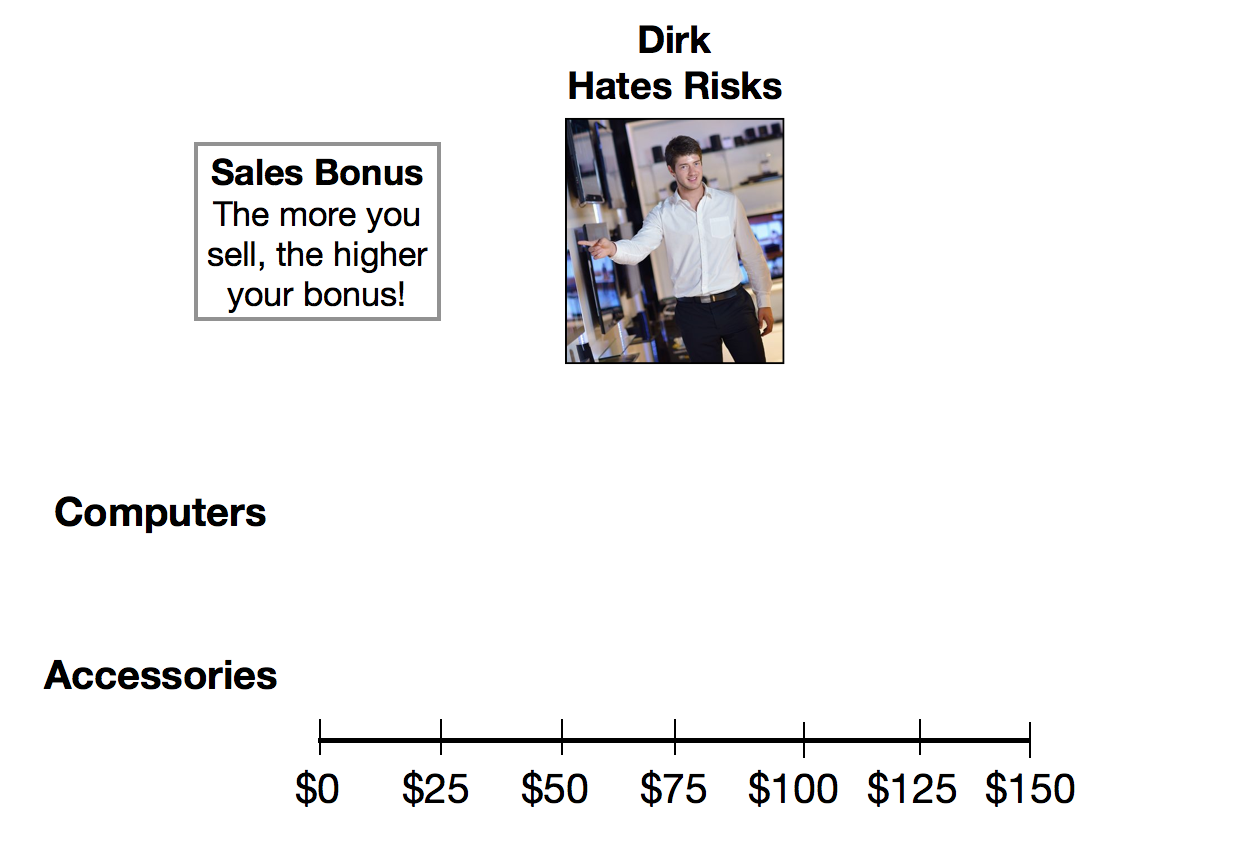 Dirk
Hates Risks
Sales Bonus
The more you
sell, the higher
your bonus!
Computers
Accessories
$0 $25 $50 $75 $100 $125 $150